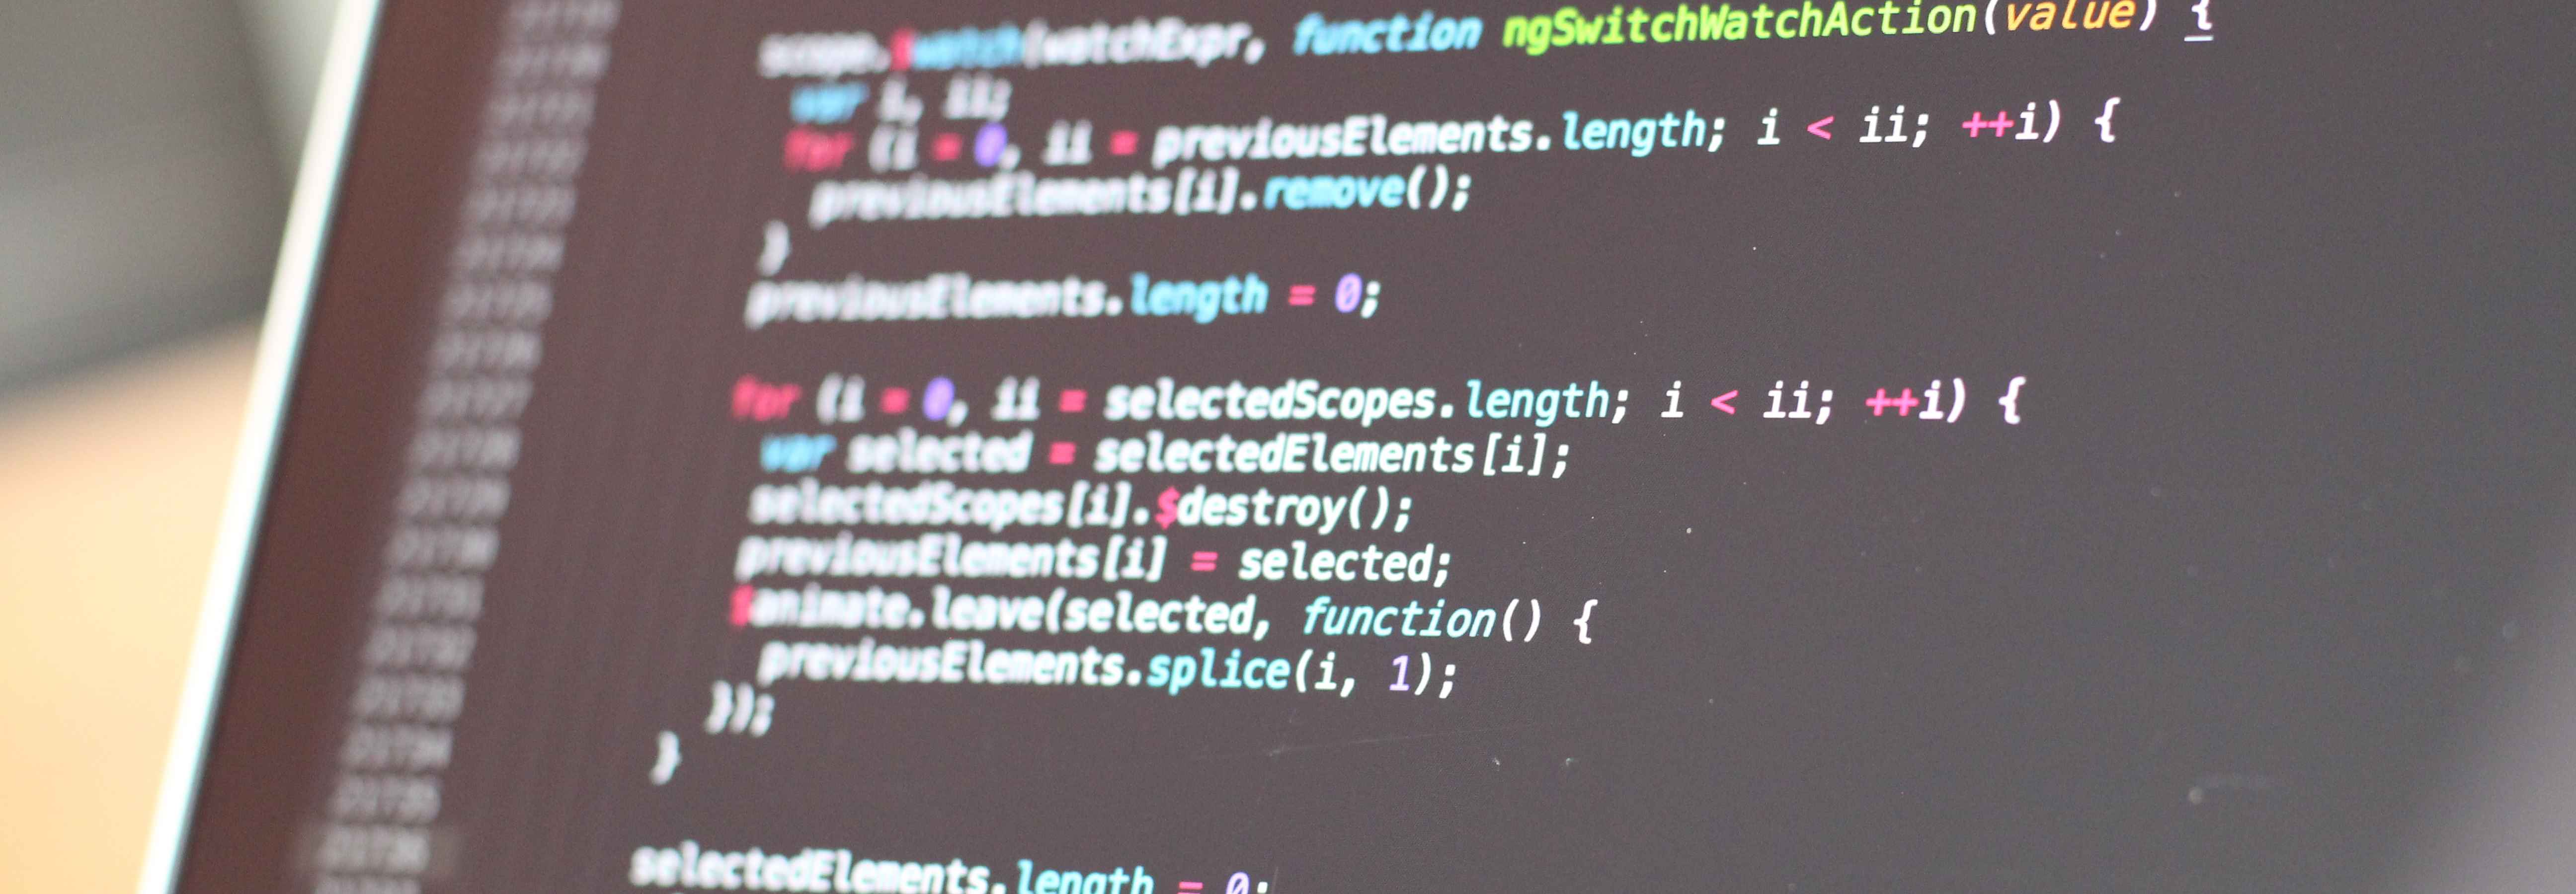 scope.$watch(watchExpr, function ngSwitchWatchAction(value) {
var i, ii;
for (i = 0, ii = previousElements.length; i < ii; ++i) {
previousElements[i].remove();
}
previousElements.length = 0;
for (i = 0, ii = selectedScopes.length; i < ii; ++i) {
var selected = selectedElements[i];
selectedScopes[i].$destroy();
previousElements[i] = selected;
$animate.leave(selected, function() {
previousElements.splice(i, 1);
});
}
selectedElements.length = 0;